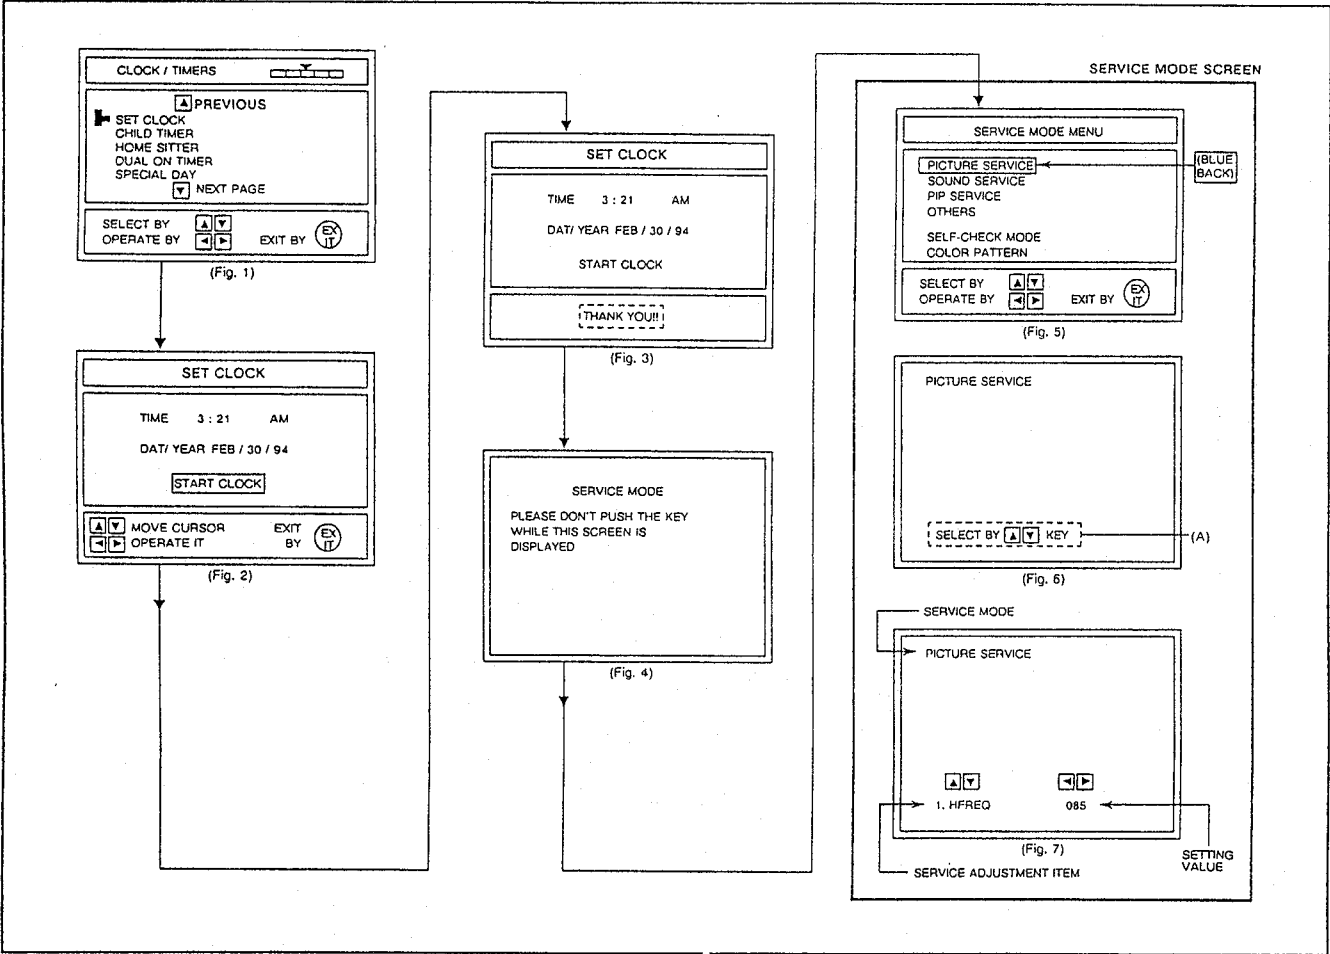 CLOCK / TIMERS
▲ PREVIOUS
SET CLOCK
CHILD TIMER
HOME SITTER
DUAL ON TIMER
SPECIAL DAY
▼ NEXT PAGE
SELECT BY ▲ ▼
OPERATE BY ◄ ► EXIT BY EXIT
(Fig. 1)
SET CLOCK
TIME 3 : 21 AM
DAT/ YEAR FEB / 30 / 94
START CLOCK
▲ ▼ MOVE CURSOR EXIT
◄ ► OPERATE IT BY EXIT
(Fig. 2)
SET CLOCK
TIME 3 : 21 AM
DAT/ YEAR FEB / 30 / 94
START CLOCK
THANK YOU!!
(Fig. 3)
SERVICE MODE
PLEASE DON'T PUSH THE KEY
WHILE THIS SCREEN IS
DISPLAYED
(Fig. 4)
SERVICE MODE SCREEN
SERVICE MODE MENU
PICTURE SERVICE
SOUND SERVICE
PIP SERVICE
OTHERS
SELF-CHECK MODE
COLOR PATTERN
(BLUE
BACK)
SELECT BY ▲ ▼
OPERATE BY ◄ ► EXIT BY EXIT
(Fig. 5)
PICTURE SERVICE
SELECT BY ▲ ▼ KEY
(A)
(Fig. 6)
SERVICE MODE
PICTURE SERVICE
▲ ▼ ◄ ►
1. HFREQ 085
(Fig. 7)
SETTING
VALUE
SERVICE ADJUSTMENT ITEM